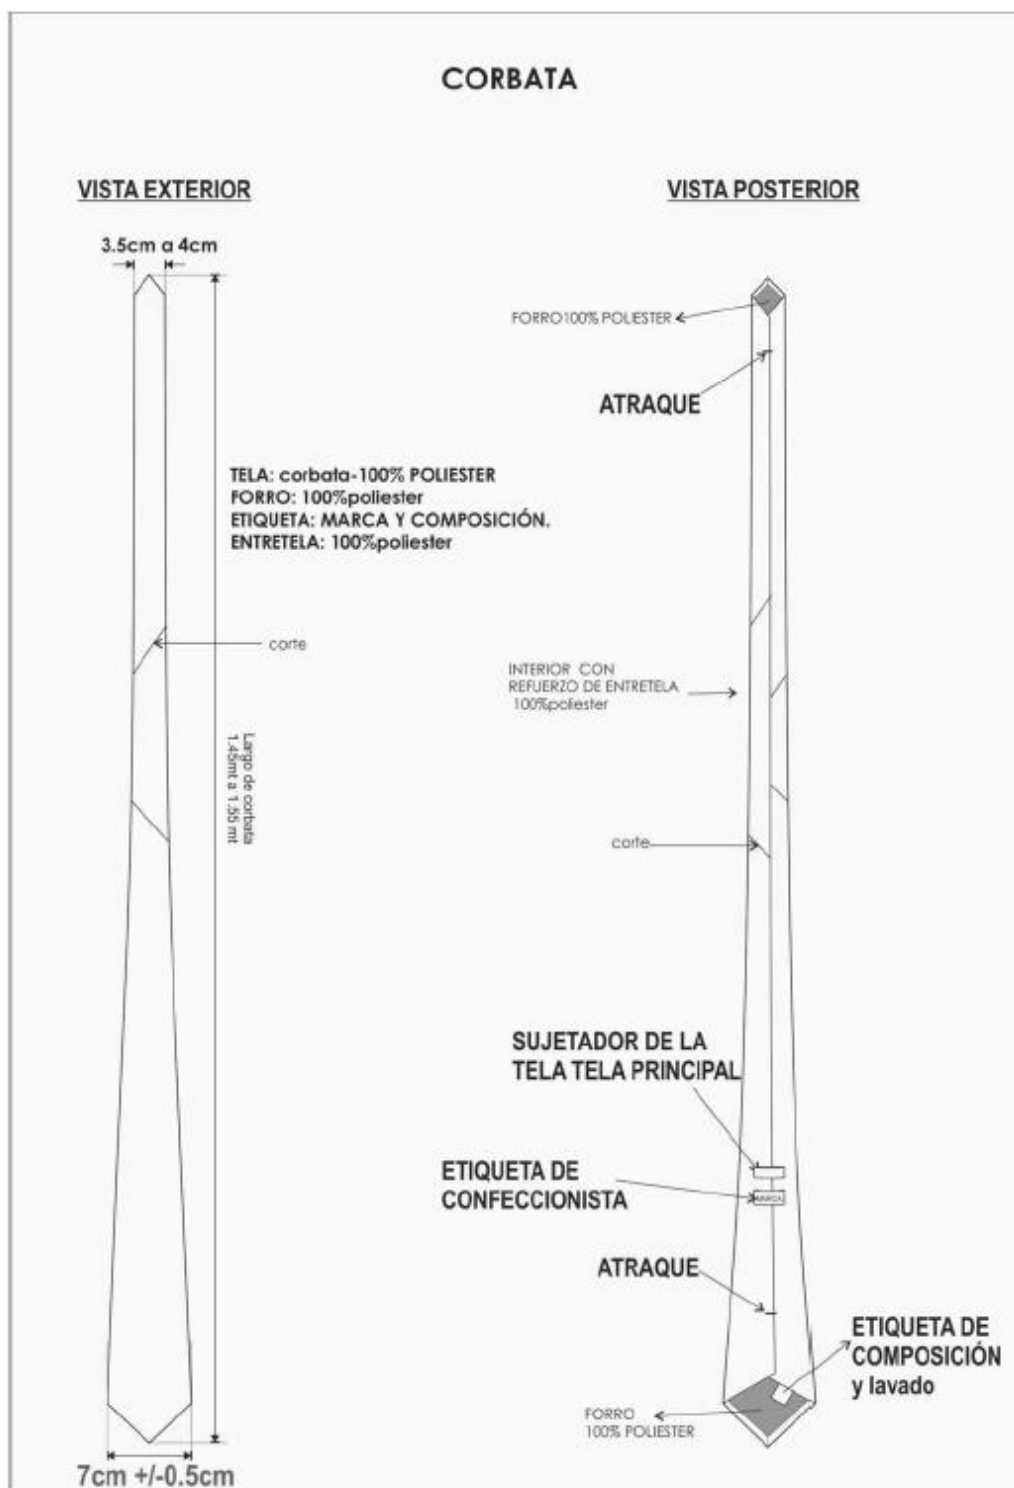 CORBATA
VISTA EXTERIOR
3.5cm a 4cm
TELA: corbata-100% POLIESTER
FORRO: 100%poliester
ETIQUETA: MARCA Y COMPOSICIÓN.
ENTRETELA: 100%poliester
corte
Largo de corbata
1.45mt a 1.55 mt
7cm +/-0.5cm
VISTA POSTERIOR
FORRO100% POLIESTER
ATRAQUE
INTERIOR CON
REFUERZO DE ENTRETELA
100%poliester
corte
SUJETADOR DE LA
TELA TELA PRINCIPAL
ETIQUETA DE
CONFECCIONISTA
MARCA
ATRAQUE
ETIQUETA DE
COMPOSICIÓN
y lavado
FORRO
100% POLIESTER